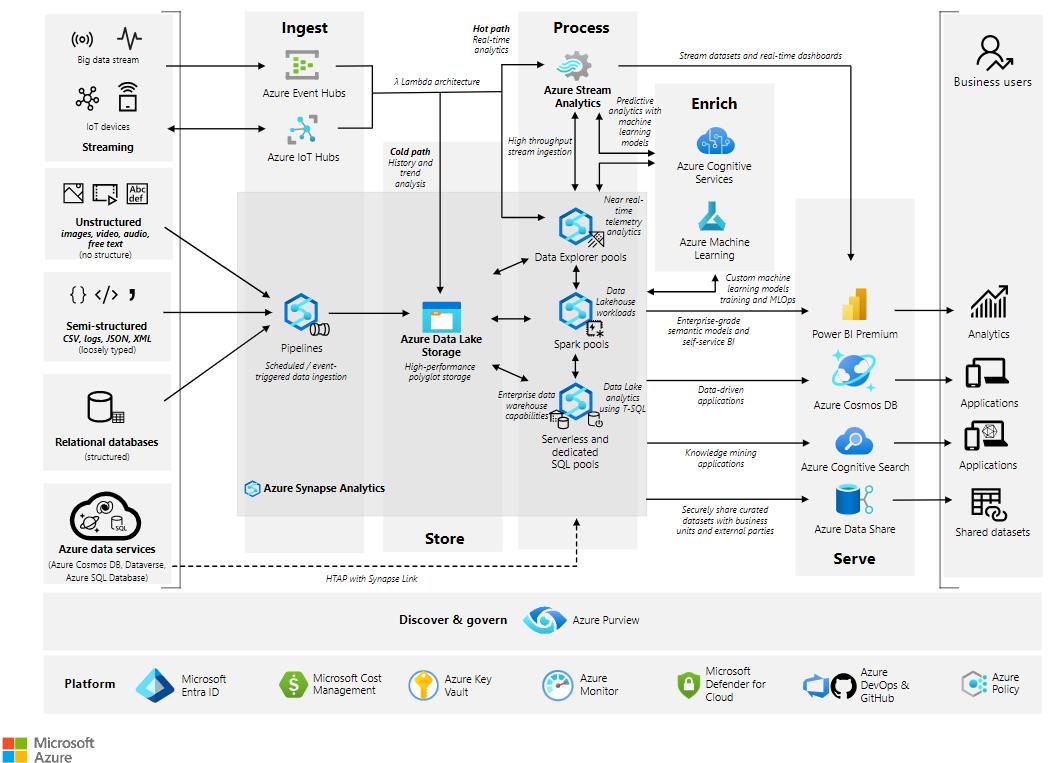 Ingest
Hot path
Real-time
analytics
Process
Big data stream
IoT devices
Streaming
Azure Event Hubs
Azure IoT Hubs
λ Lambda architecture
Cold path
History and
trend
analysis
Azure Stream
Analytics
High throughput
stream ingestion
Predictive
analytics with
machine
learning
models
Stream datasets and real-time dashboards
Enrich
Azure Cognitive
Services
Azure Machine
Learning
Business users
Abc
def
Unstructured
images, video, audio,
free text
(no structure)
{} </> ,
Semi-structured
CSV, logs, JSON, XML
(loosely typed)
Relational databases
(structured)
SQL
Azure data services
(Azure Cosmos DB, Dataverse,
Azure SQL Database)
Pipelines
Scheduled / event-
triggered data ingestion
Azure Data Lake
Storage
High-performance
polyglot storage
Near real-
time
telemetry
analytics
Data Explorer pools
Data
Lakehouse
workloads
Spark pools
Enterprise data
warehouse
capabilities
Data Lake
analytics
using T-SQL
Serverless and
dedicated
SQL pools
Azure Synapse Analytics
Store
HTAP with Synapse Link
Custom machine
learning models
training and MLOps
Enterprise-grade
semantic models and
self-service BI
Data-driven
applications
Knowledge mining
applications
Securely share curated
datasets with business
units and external parties
Power BI Premium
Azure Cosmos DB
Azure Cognitive Search
Azure Data Share
Serve
Analytics
Applications
Applications
Shared datasets
Discover & govern
Azure Purview
Platform
Microsoft
Entra ID
Microsoft Cost
Management
Azure Key
Vault
Azure
Monitor
Microsoft
Defender for
Cloud
Azure
DevOps &
GitHub
Azure
Policy
Microsoft
Azure